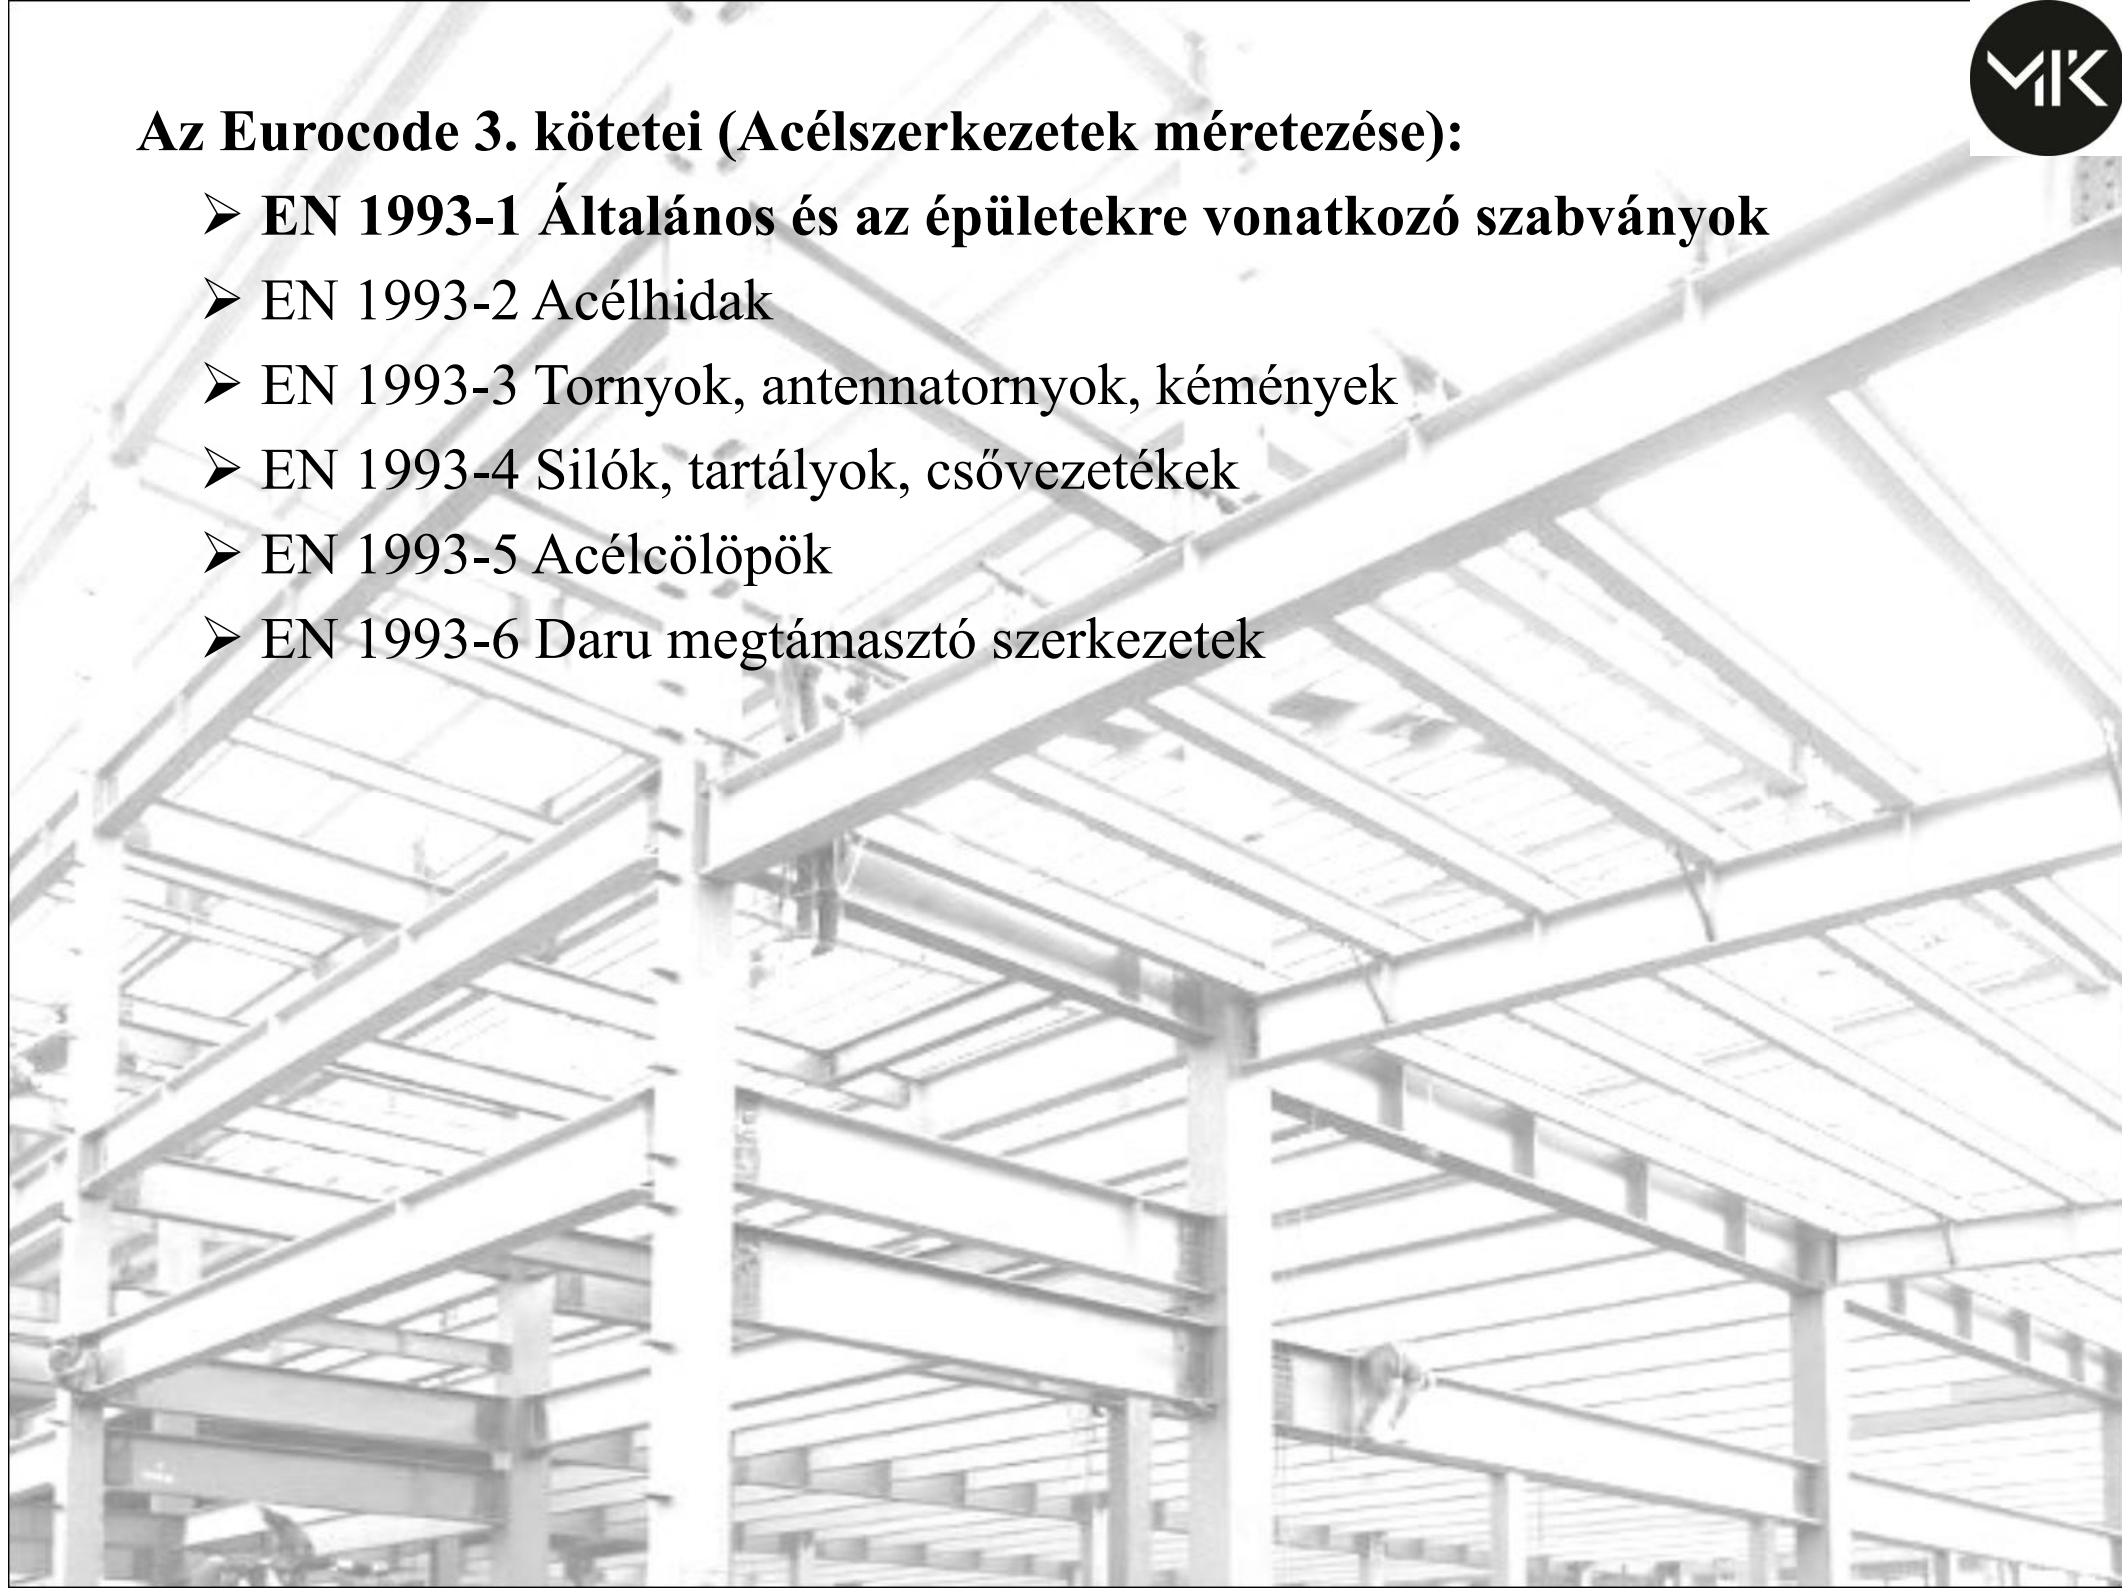 MK
Az Eurocode 3. kötetei (Acélszerkezetek méretezése):
➢ EN 1993-1 Általános és az épületekre vonatkozó szabványok
➢ EN 1993-2 Acélhidak
➢ EN 1993-3 Tornyok, antennatornyok, kémények
➢ EN 1993-4 Silók, tartályok, csővezetékek
➢ EN 1993-5 Acélcölöpök
➢ EN 1993-6 Daru megtámasztó szerkezetek